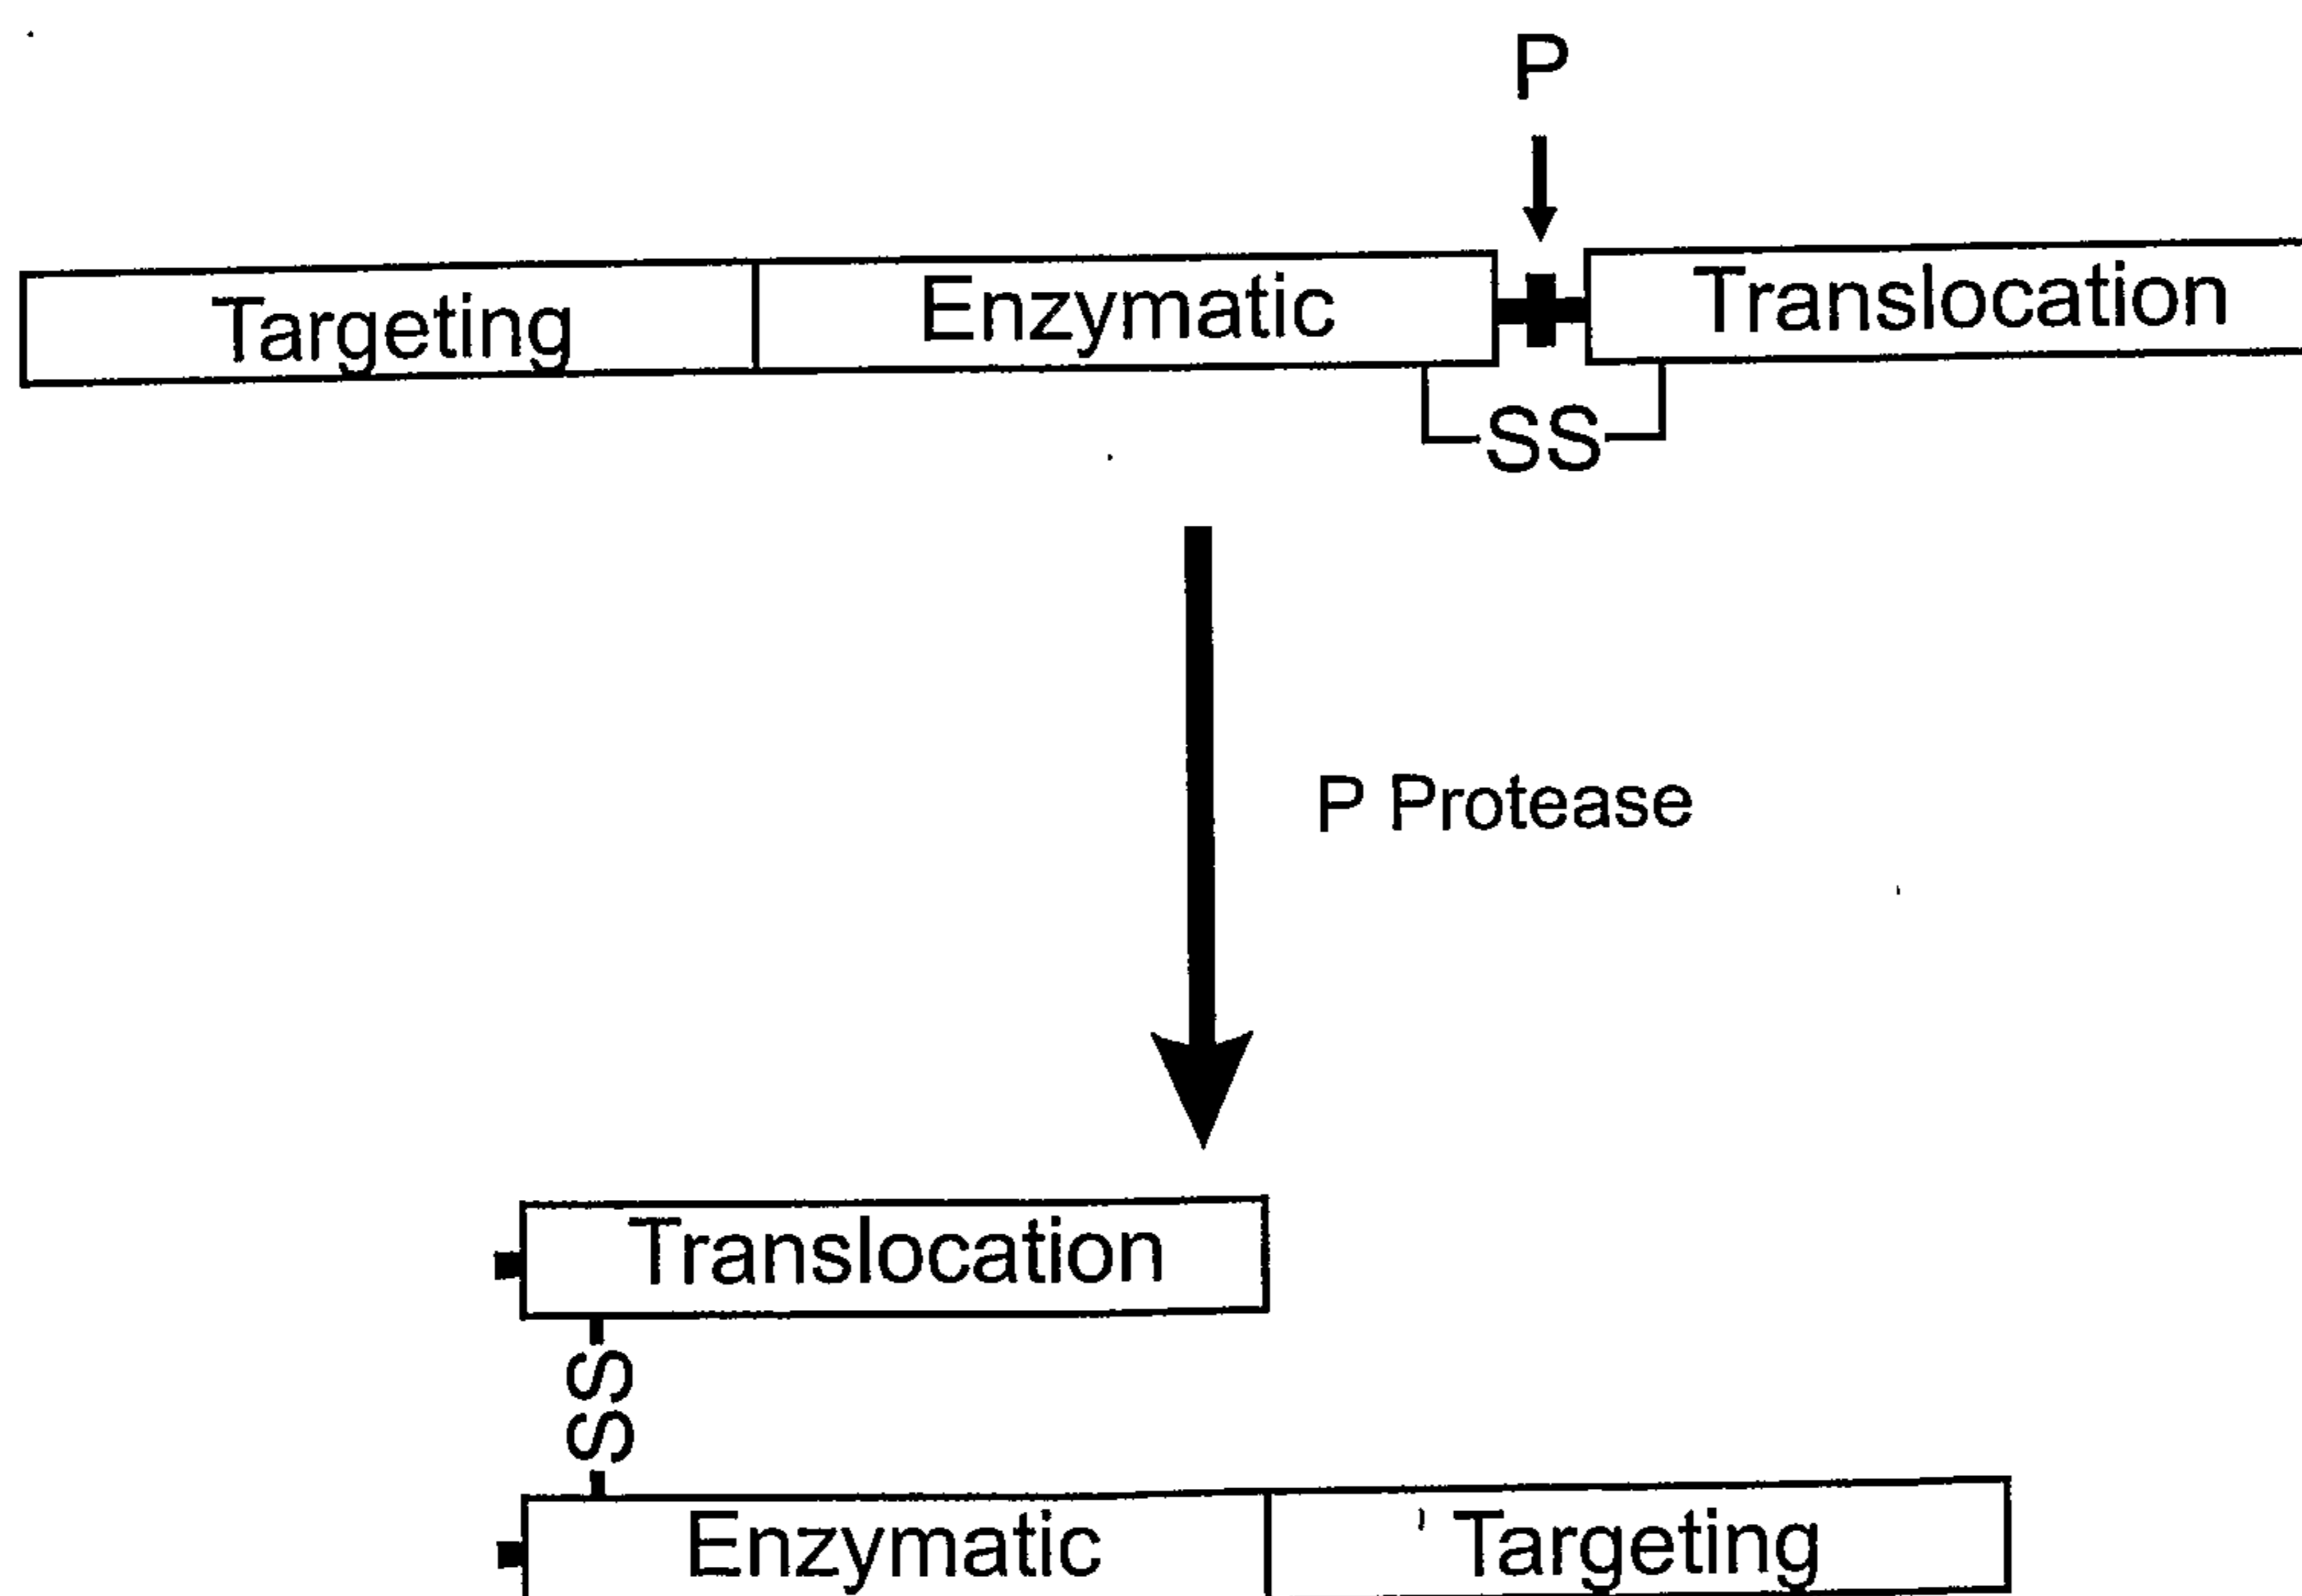 P
Targeting Enzymatic Translocation
SS
P Protease
Translocation
SS
Enzymatic Targeting